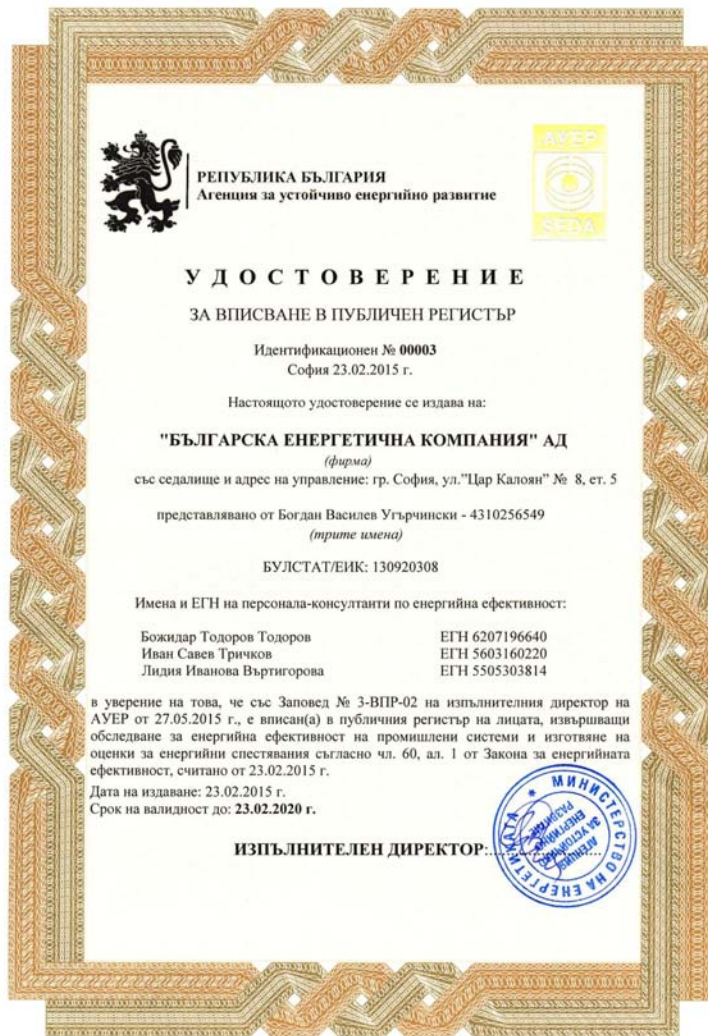 РЕПУБЛИКА БЪЛГАРИЯ
Агенция за устойчиво енергийно развитие
АУЕР
SEDA
УДОСТОВЕРЕНИЕ
ЗА ВПИСВАНЕ В ПУБЛИЧЕН РЕГИСТЪР
Идентификационен № 00003
София 23.02.2015 г.
Настоящото удостоверение се издава на:
"БЪЛГАРСКА ЕНЕРГЕТИЧНА КОМПАНИЯ" АД
(фирма)
със седалище и адрес на управление: гр. София, ул."Цар Калоян" № 8, ет. 5
представлявано от Богдан Василев Угърчински - 4310256549
(трите имена)
БУЛСТАТ/ЕИК: 130920308
Имена и ЕГН на персонала-консултанти по енергийна ефективност:
Божидар Тодоров Тодоров ЕГН 6207196640
Иван Савев Тричков ЕГН 5603160220
Лидия Иванова Въртигорова ЕГН 5505303814
в уверение на това, че със Заповед № 3-ВПР-02 на изпълнителния директор на
АУЕР от 27.05.2015 г., е вписан(а) в публичния регистър на лицата, извършващи
обследване за енергийна ефективност на промишлени системи и изготвяне на
оценки за енергийни спестявания съгласно чл. 60, ал. 1 от Закона за енергийната
ефективност, считано от 23.02.2015 г.
Дата на издаване: 23.02.2015 г.
Срок на валидност до: 23.02.2020 г.
ИЗПЪЛНИТЕЛЕН ДИРЕКТОР:....................
МИНИСТЕРСТВО НА ЕНЕРГЕТИКАТА
АГЕНЦИЯ
ЗА УСТОЙЧИВО
ЕНЕРГИЙНО
РАЗВИТИЕ